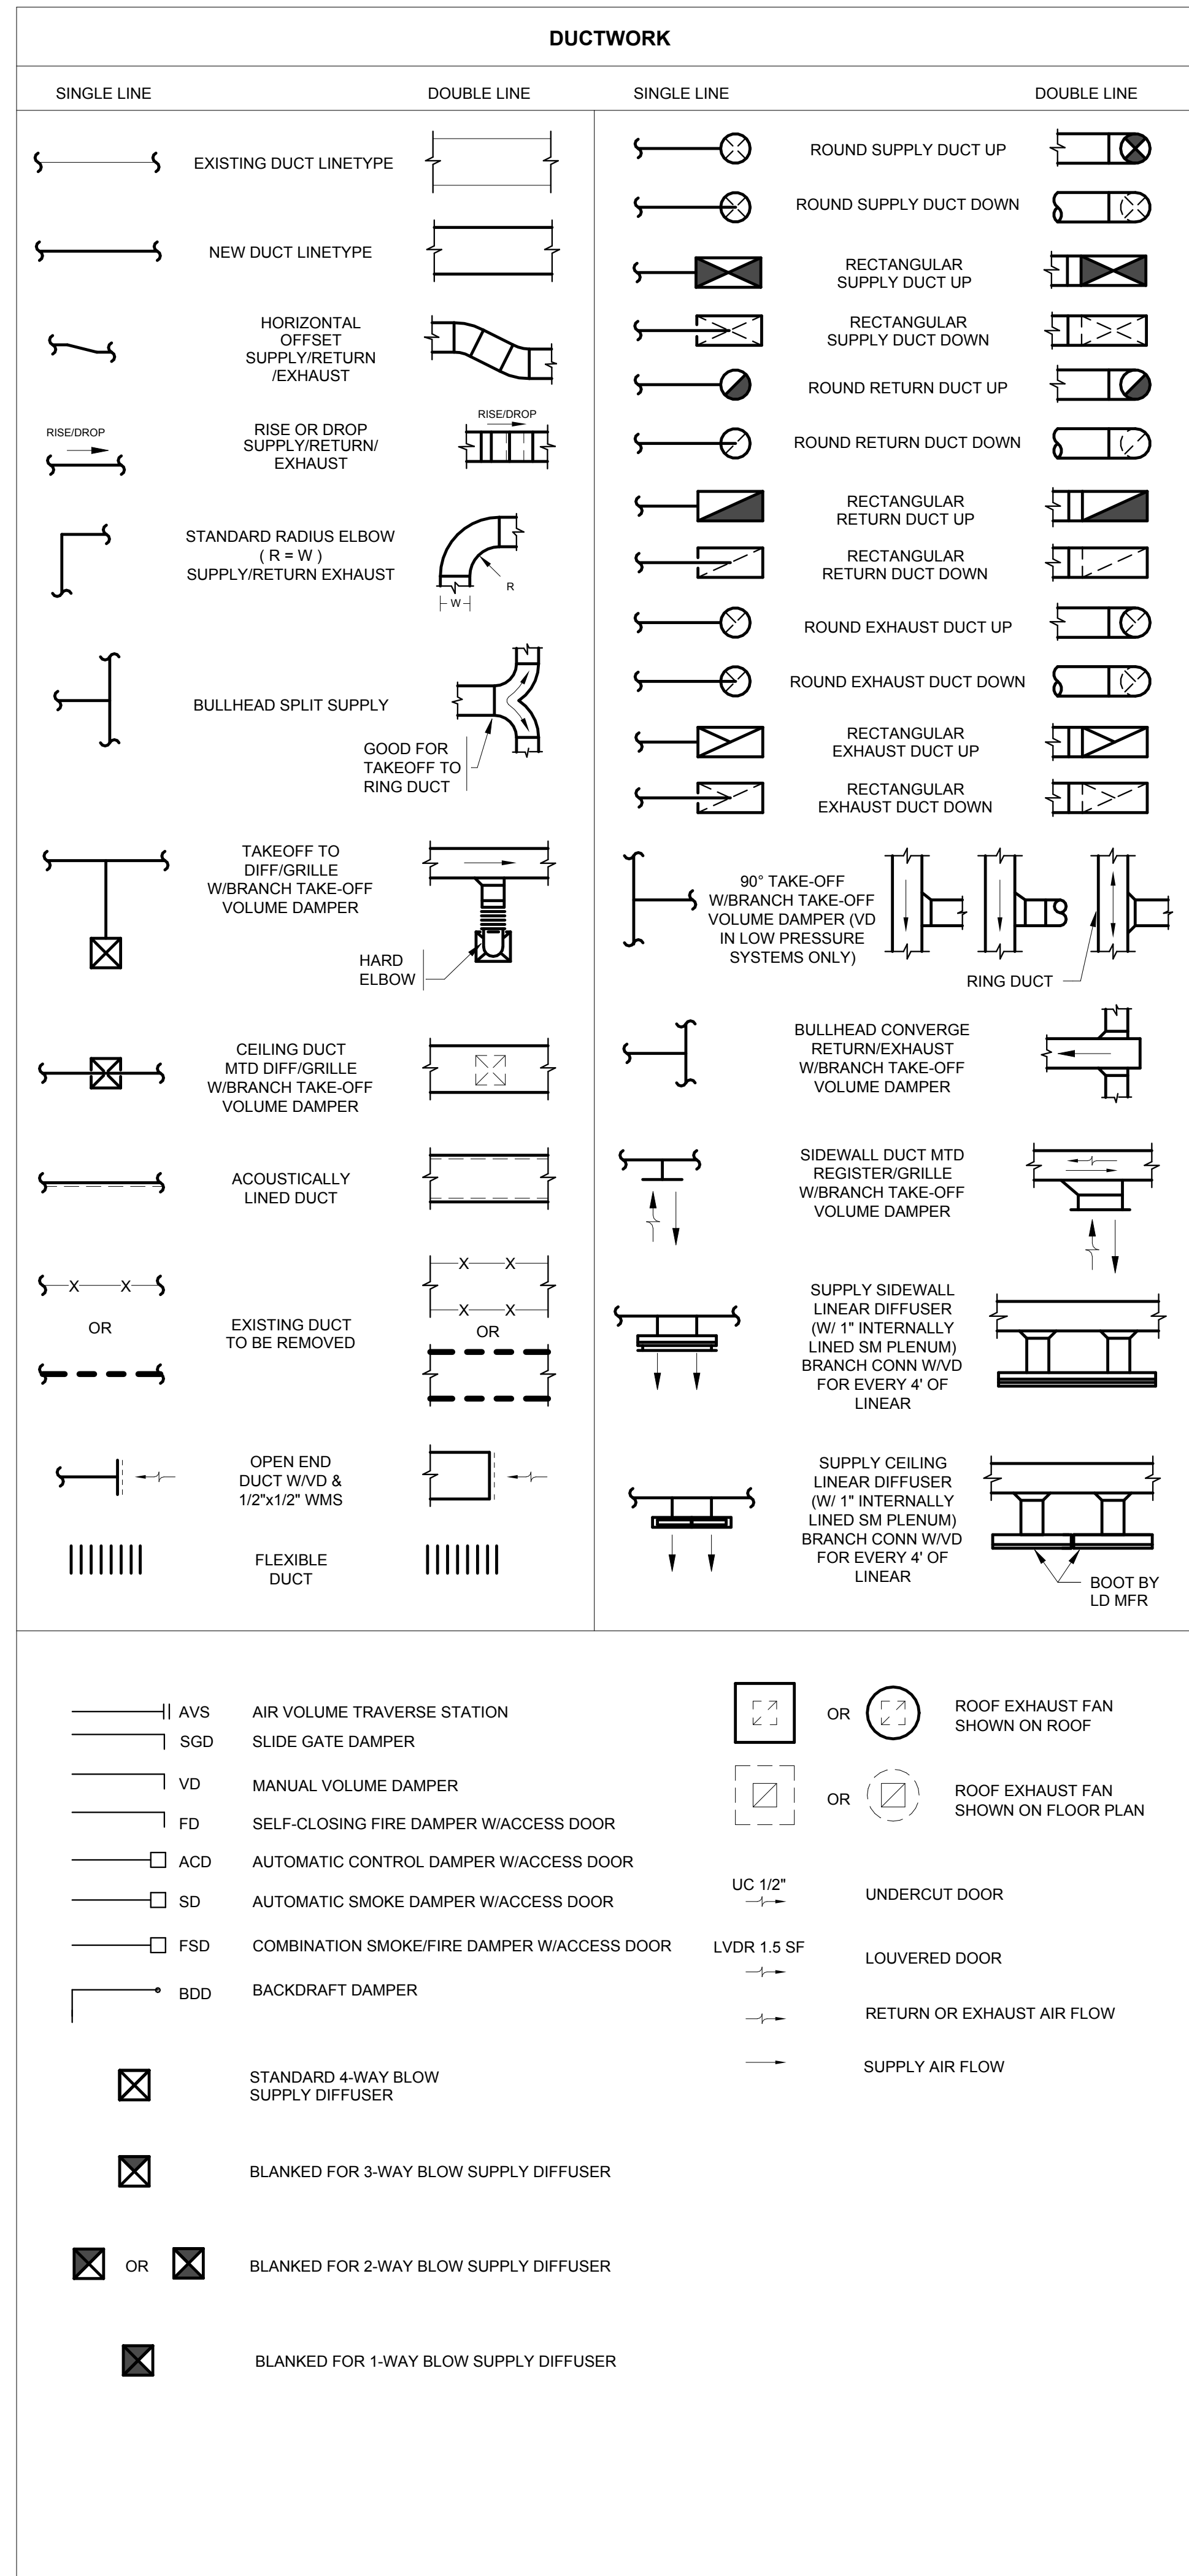 DUCTWORK
SINGLE LINE
DOUBLE LINE
SINGLE LINE
DOUBLE LINE
EXISTING DUCT LINETYPE
NEW DUCT LINETYPE
HORIZONTAL
OFFSET
SUPPLY/RETURN
/EXHAUST
RISE/DROP
RISE OR DROP
SUPPLY/RETURN/
EXHAUST
RISE/DROP
STANDARD RADIUS ELBOW
( R = W )
SUPPLY/RETURN EXHAUST
R
W
BULLHEAD SPLIT SUPPLY
GOOD FOR
TAKEOFF TO
RING DUCT
TAKEOFF TO
DIFF/GRILLE
W/BRANCH TAKE-OFF
VOLUME DAMPER
HARD
ELBOW
CEILING DUCT
MTD DIFF/GRILLE
W/BRANCH TAKE-OFF
VOLUME DAMPER
ACOUSTICALLY
LINED DUCT
X X
OR
EXISTING DUCT
TO BE REMOVED
X X
X X
OR
OPEN END
DUCT W/VD &
1/2"x1/2" WMS
FLEXIBLE
DUCT
ROUND SUPPLY DUCT UP
ROUND SUPPLY DUCT DOWN
RECTANGULAR
SUPPLY DUCT UP
RECTANGULAR
SUPPLY DUCT DOWN
ROUND RETURN DUCT UP
ROUND RETURN DUCT DOWN
RECTANGULAR
RETURN DUCT UP
RECTANGULAR
RETURN DUCT DOWN
ROUND EXHAUST DUCT UP
ROUND EXHAUST DUCT DOWN
RECTANGULAR
EXHAUST DUCT UP
RECTANGULAR
EXHAUST DUCT DOWN
90° TAKE-OFF
W/BRANCH TAKE-OFF
VOLUME DAMPER (VD
IN LOW PRESSURE
SYSTEMS ONLY)
RING DUCT
BULLHEAD CONVERGE
RETURN/EXHAUST
W/BRANCH TAKE-OFF
VOLUME DAMPER
SIDEWALL DUCT MTD
REGISTER/GRILLE
W/BRANCH TAKE-OFF
VOLUME DAMPER
SUPPLY SIDEWALL
LINEAR DIFFUSER
(W/ 1" INTERNALLY
LINED SM PLENUM)
BRANCH CONN W/VD
FOR EVERY 4' OF
LINEAR
SUPPLY CEILING
LINEAR DIFFUSER
(W/ 1" INTERNALLY
LINED SM PLENUM)
BRANCH CONN W/VD
FOR EVERY 4' OF
LINEAR
BOOT BY
LD MFR
AVS AIR VOLUME TRAVERSE STATION
SGD SLIDE GATE DAMPER
VD MANUAL VOLUME DAMPER
FD SELF-CLOSING FIRE DAMPER W/ACCESS DOOR
ACD AUTOMATIC CONTROL DAMPER W/ACCESS DOOR
SD AUTOMATIC SMOKE DAMPER W/ACCESS DOOR
FSD COMBINATION SMOKE/FIRE DAMPER W/ACCESS DOOR
BDD BACKDRAFT DAMPER
STANDARD 4-WAY BLOW
SUPPLY DIFFUSER
BLANKED FOR 3-WAY BLOW SUPPLY DIFFUSER
OR BLANKED FOR 2-WAY BLOW SUPPLY DIFFUSER
BLANKED FOR 1-WAY BLOW SUPPLY DIFFUSER
OR
ROOF EXHAUST FAN
SHOWN ON ROOF
OR
ROOF EXHAUST FAN
SHOWN ON FLOOR PLAN
UC 1/2"
UNDERCUT DOOR
LVDR 1.5 SF
LOUVERED DOOR
RETURN OR EXHAUST AIR FLOW
SUPPLY AIR FLOW